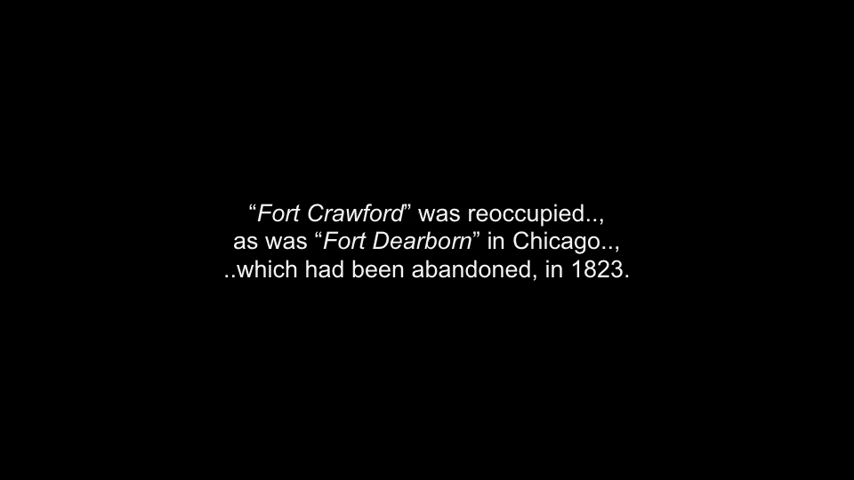 “Fort Crawford” was reoccupied..,
as was “Fort Dearborn” in Chicago..,
..which had been abandoned, in 1823.